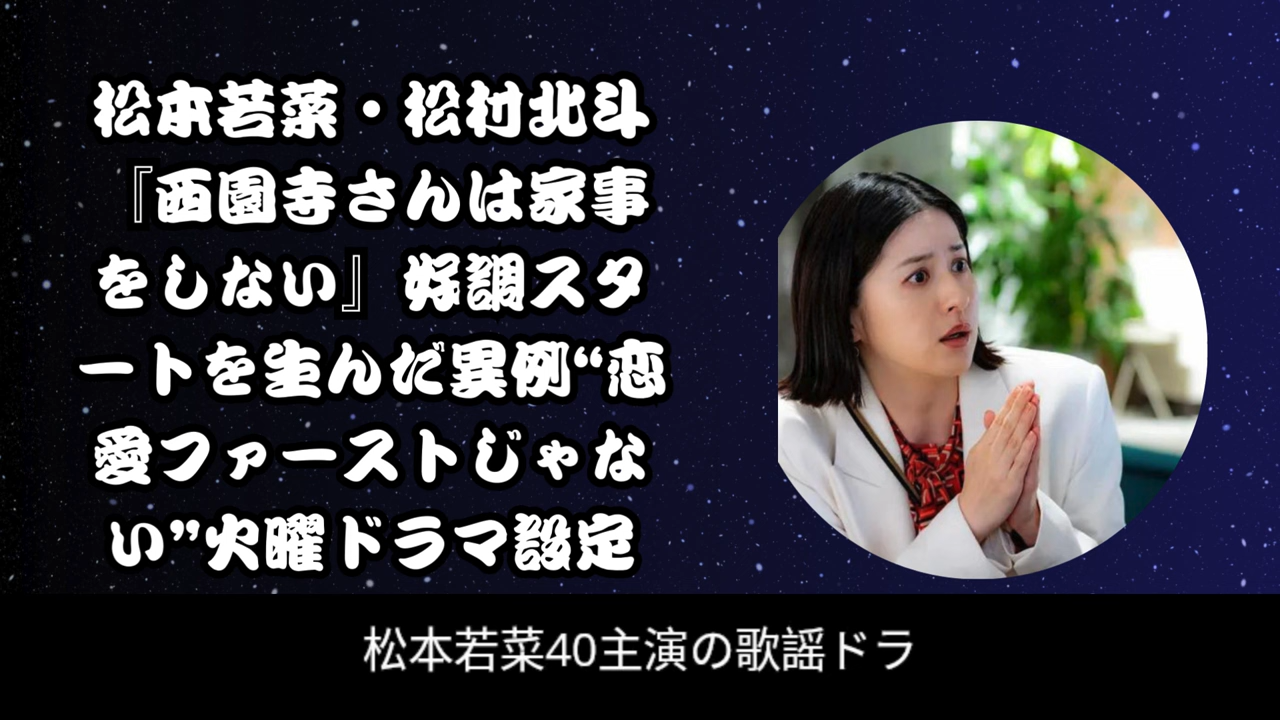 松本若菜・松村北斗
『西園寺さんは家事
をしない』好調スタ
ートを生んだ異例“恋
愛ファーストじゃな
い”火曜ドラマ設定
松本若菜40主演の歌謡ドラ